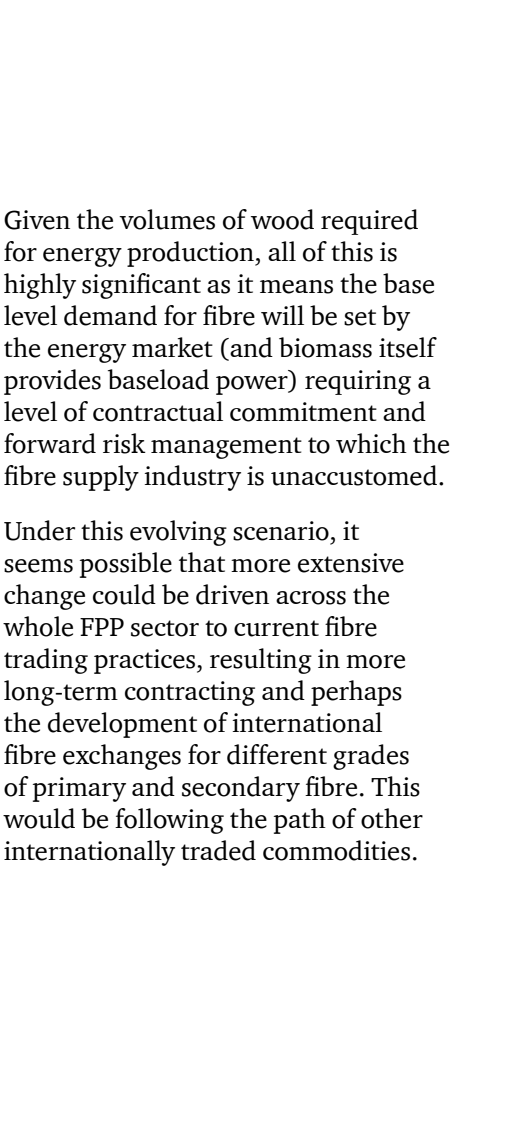 Given the volumes of wood required
for energy production, all of this is
highly significant as it means the base
level demand for fibre will be set by
the energy market (and biomass itself
provides baseload power) requiring a
level of contractual commitment and
forward risk management to which the
fibre supply industry is unaccustomed.
Under this evolving scenario, it
seems possible that more extensive
change could be driven across the
whole FPP sector to current fibre
trading practices, resulting in more
long-term contracting and perhaps
the development of international
fibre exchanges for different grades
of primary and secondary fibre. This
would be following the path of other
internationally traded commodities.